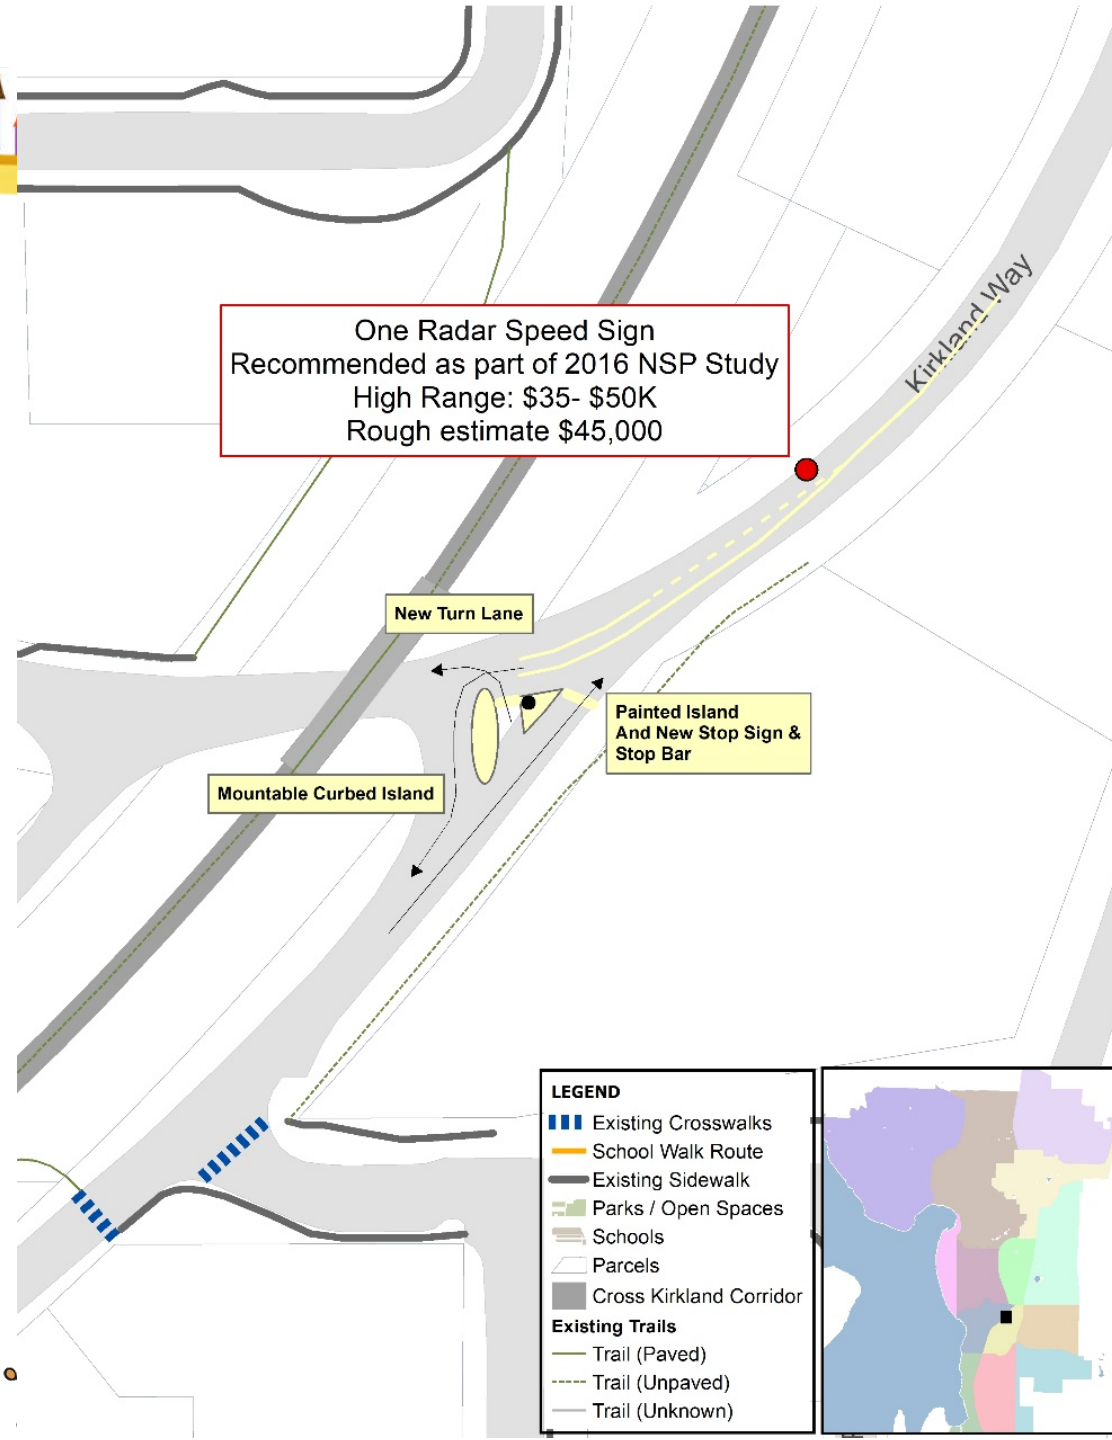 One Radar Speed Sign
Recommended as part of 2016 NSP Study
High Range: $35- $50K
Rough estimate $45,000
Kirkland Way
New Turn Lane
Painted Island
And New Stop Sign &
Stop Bar
Mountable Curbed Island
LEGEND
Existing Crosswalks
School Walk Route
Existing Sidewalk
Parks / Open Spaces
Schools
Parcels
Cross Kirkland Corridor
Existing Trails
Trail (Paved)
Trail (Unpaved)
Trail (Unknown)